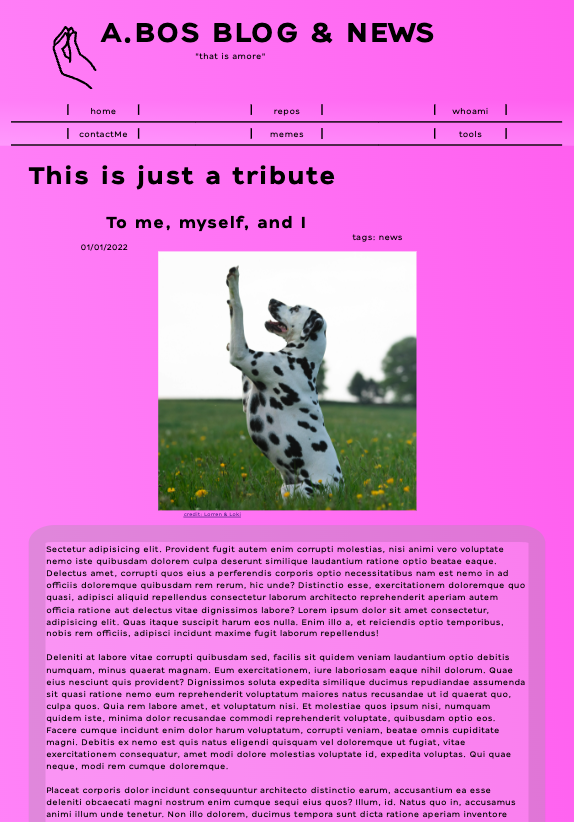 A.BOS BLOG & NEWS
"that is amore"
home
repos
whoami
contactMe
memes
tools
This is just a tribute
To me, myself, and I
tags: news
01/01/2022
credit: Lorren & Loki
Sectetur adipisicing elit. Provident fugit autem enim corrupti molestias, nisi animi vero voluptate
nemo iste quibusdam dolorem culpa deserunt similique laudantium ratione optio beatae eaque.
Delectus amet, corrupti quos eius a perferendis corporis optio necessitatibus nam est nemo in ad
officiis doloremque quibusdam rem rerum, hic unde? Distinctio esse, exercitationem doloremque quo
quasi, adipisci aliquid repellendus consectetur laborum architecto reprehenderit aperiam autem
officia ratione aut delectus vitae dignissimos labore? Lorem ipsum dolor sit amet consectetur,
adipisicing elit. Quas itaque suscipit harum eos nulla. Enim illo a, et reiciendis optio temporibus,
nobis rem officiis, adipisci incidunt maxime fugit laborum repellendus!
Deleniti at labore vitae corrupti quibusdam sed, facilis sit quidem veniam laudantium optio debitis
numquam, minus quaerat magnam. Eum exercitationem, iure laboriosam eaque nihil dolorum. Quae
eius nesciunt quis provident? Dignissimos soluta expedita similique ducimus repudiandae assumenda
sit quasi ratione nemo eum reprehenderit voluptatum maiores natus recusandae ut id quaerat quo,
culpa quos. Quia rem labore amet, et voluptatum nisi. Et molestiae quos ipsum nisi, numquam
quidem iste, minima dolor recusandae commodi reprehenderit voluptate, quibusdam optio eos.
Facere cumque incidunt enim dolor harum voluptatum, corrupti veniam, beatae omnis cupiditate
magni. Debitis ex nemo est quis natus eligendi quisquam vel doloremque ut fugiat, vitae
exercitationem consequatur, amet modi dolore molestias voluptate id, expedita voluptas. Qui quae
neque, modi rem cumque doloremque.
Placeat corporis dolor incidunt consequuntur architecto distinctio earum, accusantium ea esse
deleniti obcaecati magni nostrum enim cumque sequi eius quos? Illum, id. Natus quo in, accusamus
animi illum unde tenetur. Non illo dolorem, ducimus tempora sunt dicta ratione aperiam inventore